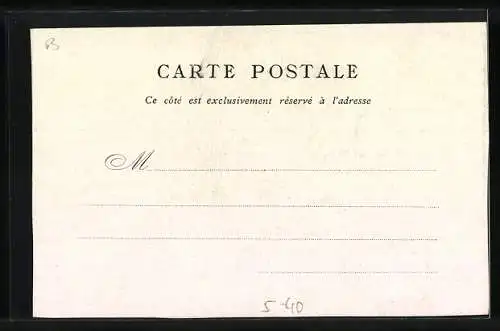 CARTE POSTALE
Ce côté est exclusivement réservé à l'adresse
M
5-40